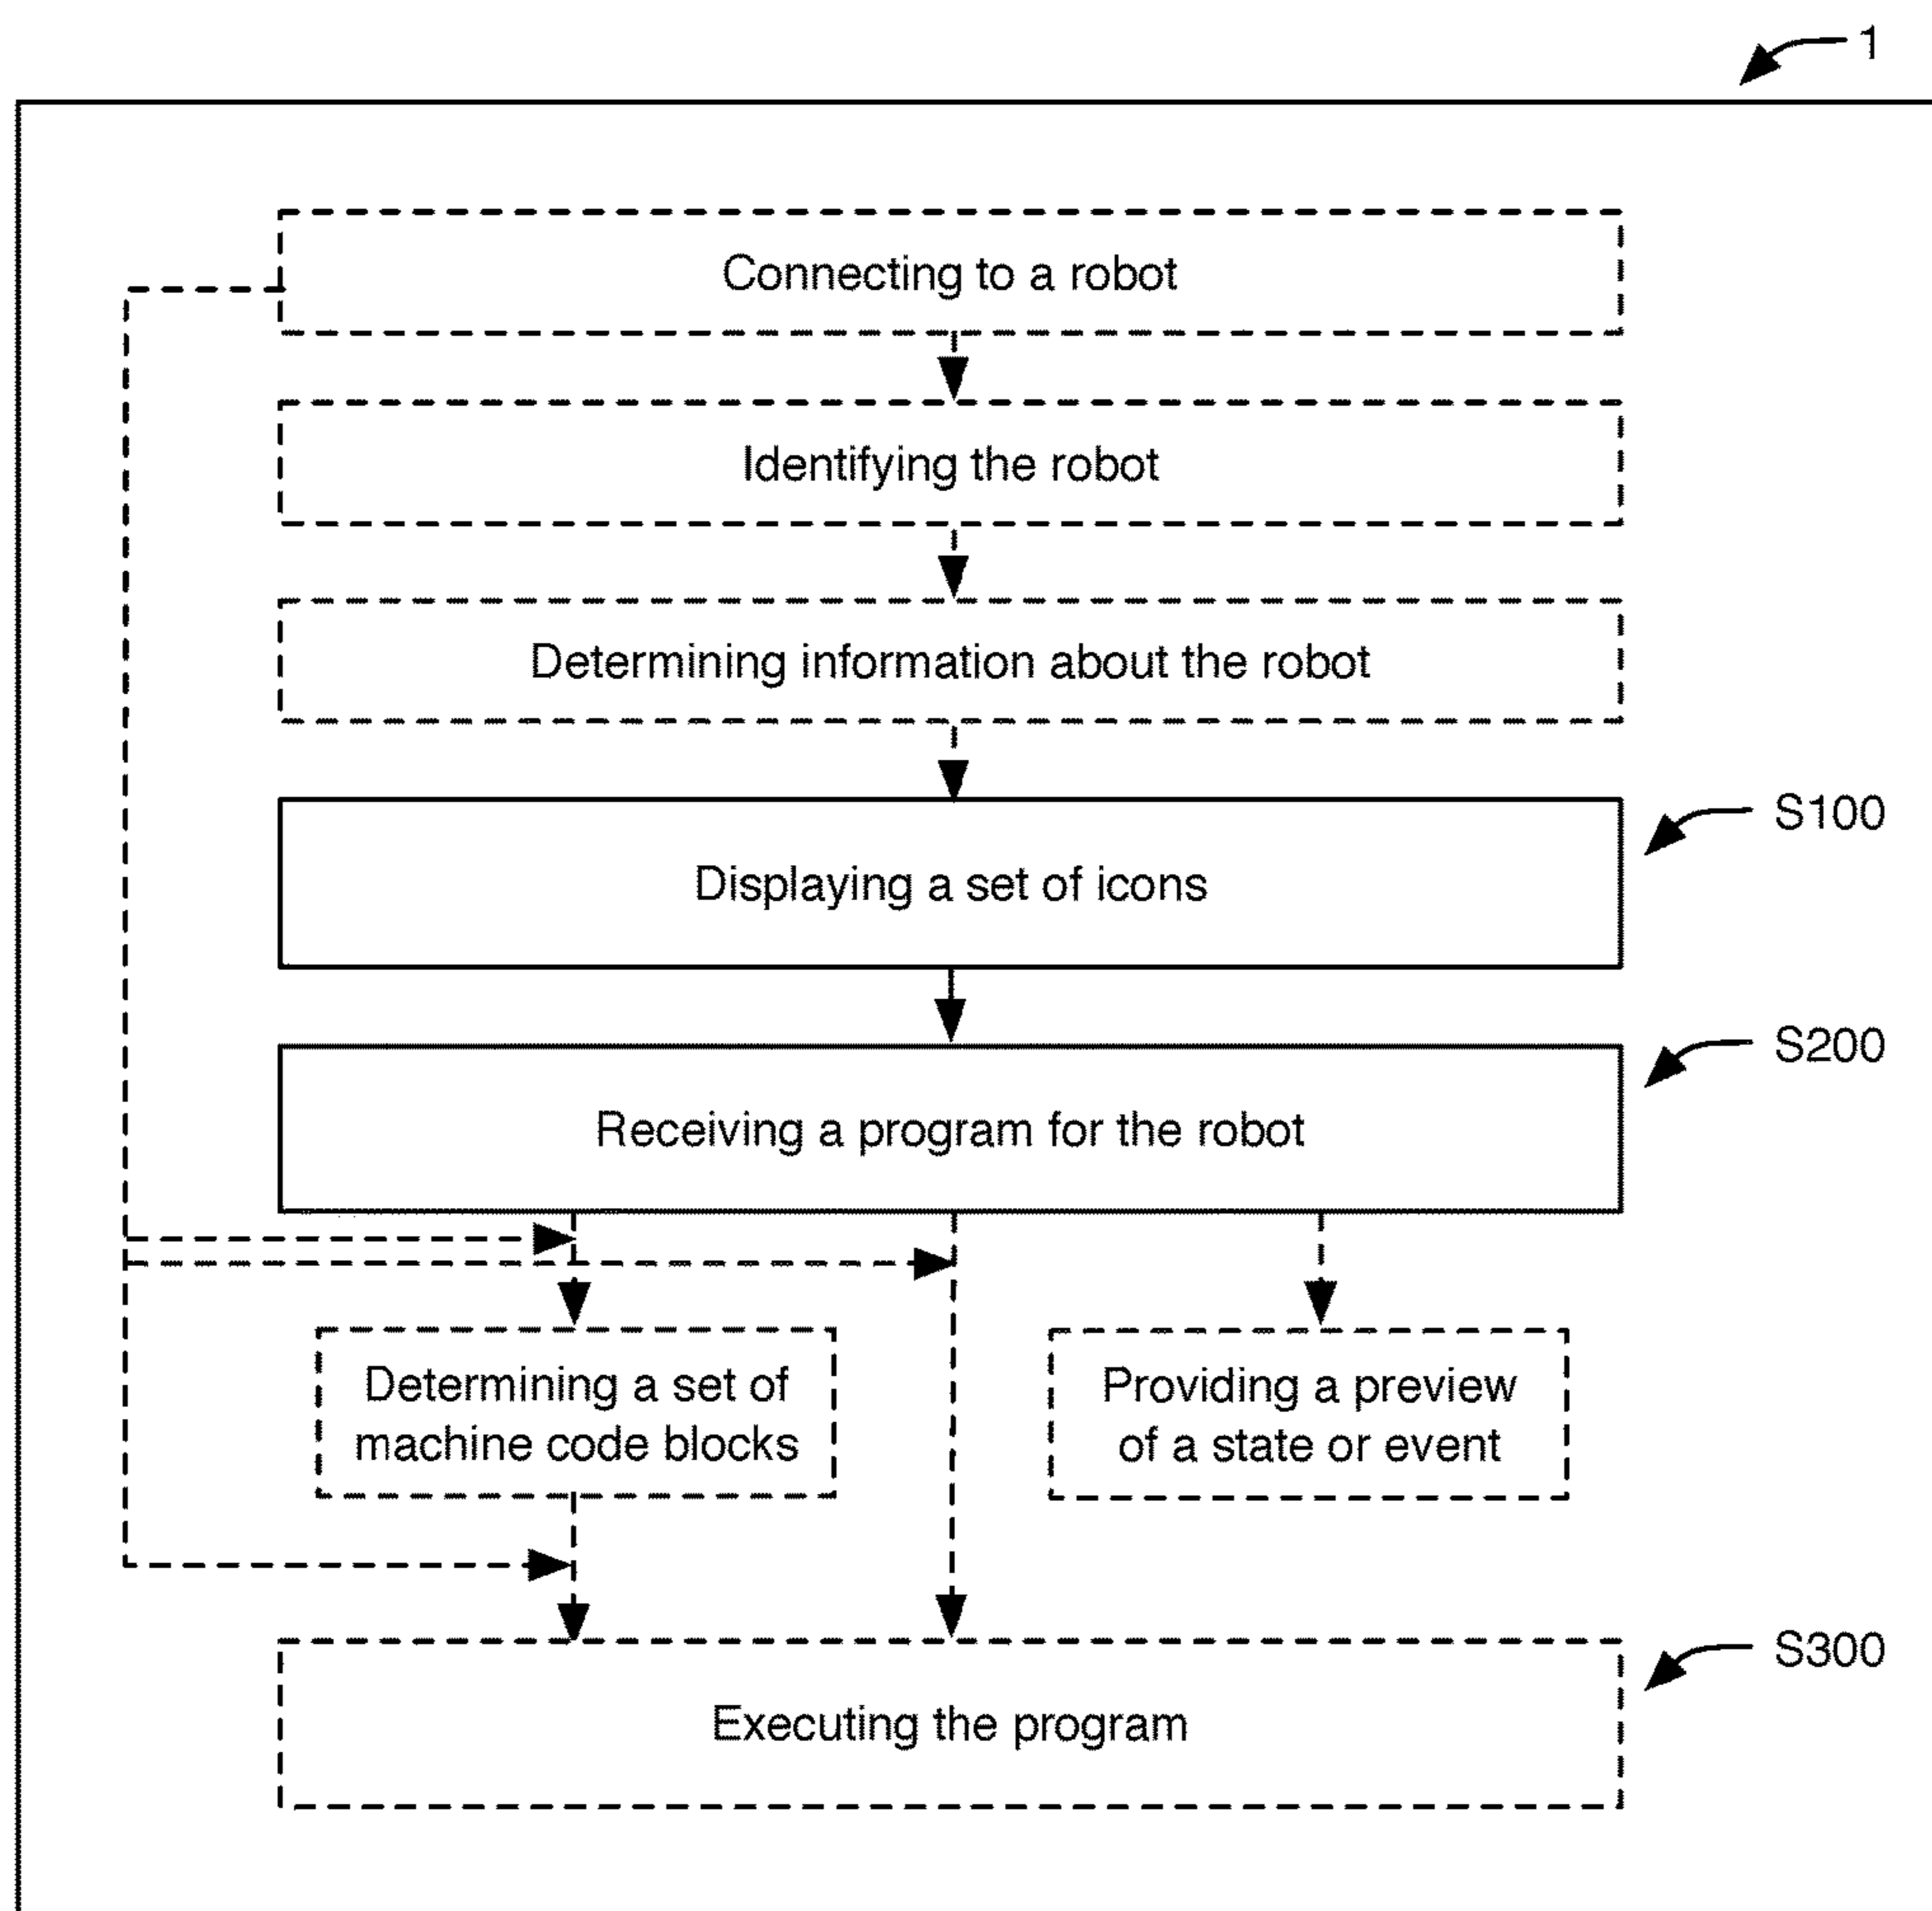 1
Connecting to a robot
Identifying the robot
Determining information about the robot
S100
Displaying a set of icons
S200
Receiving a program for the robot
Determining a set of
machine code blocks
Providing a preview
of a state or event
S300
Executing the program